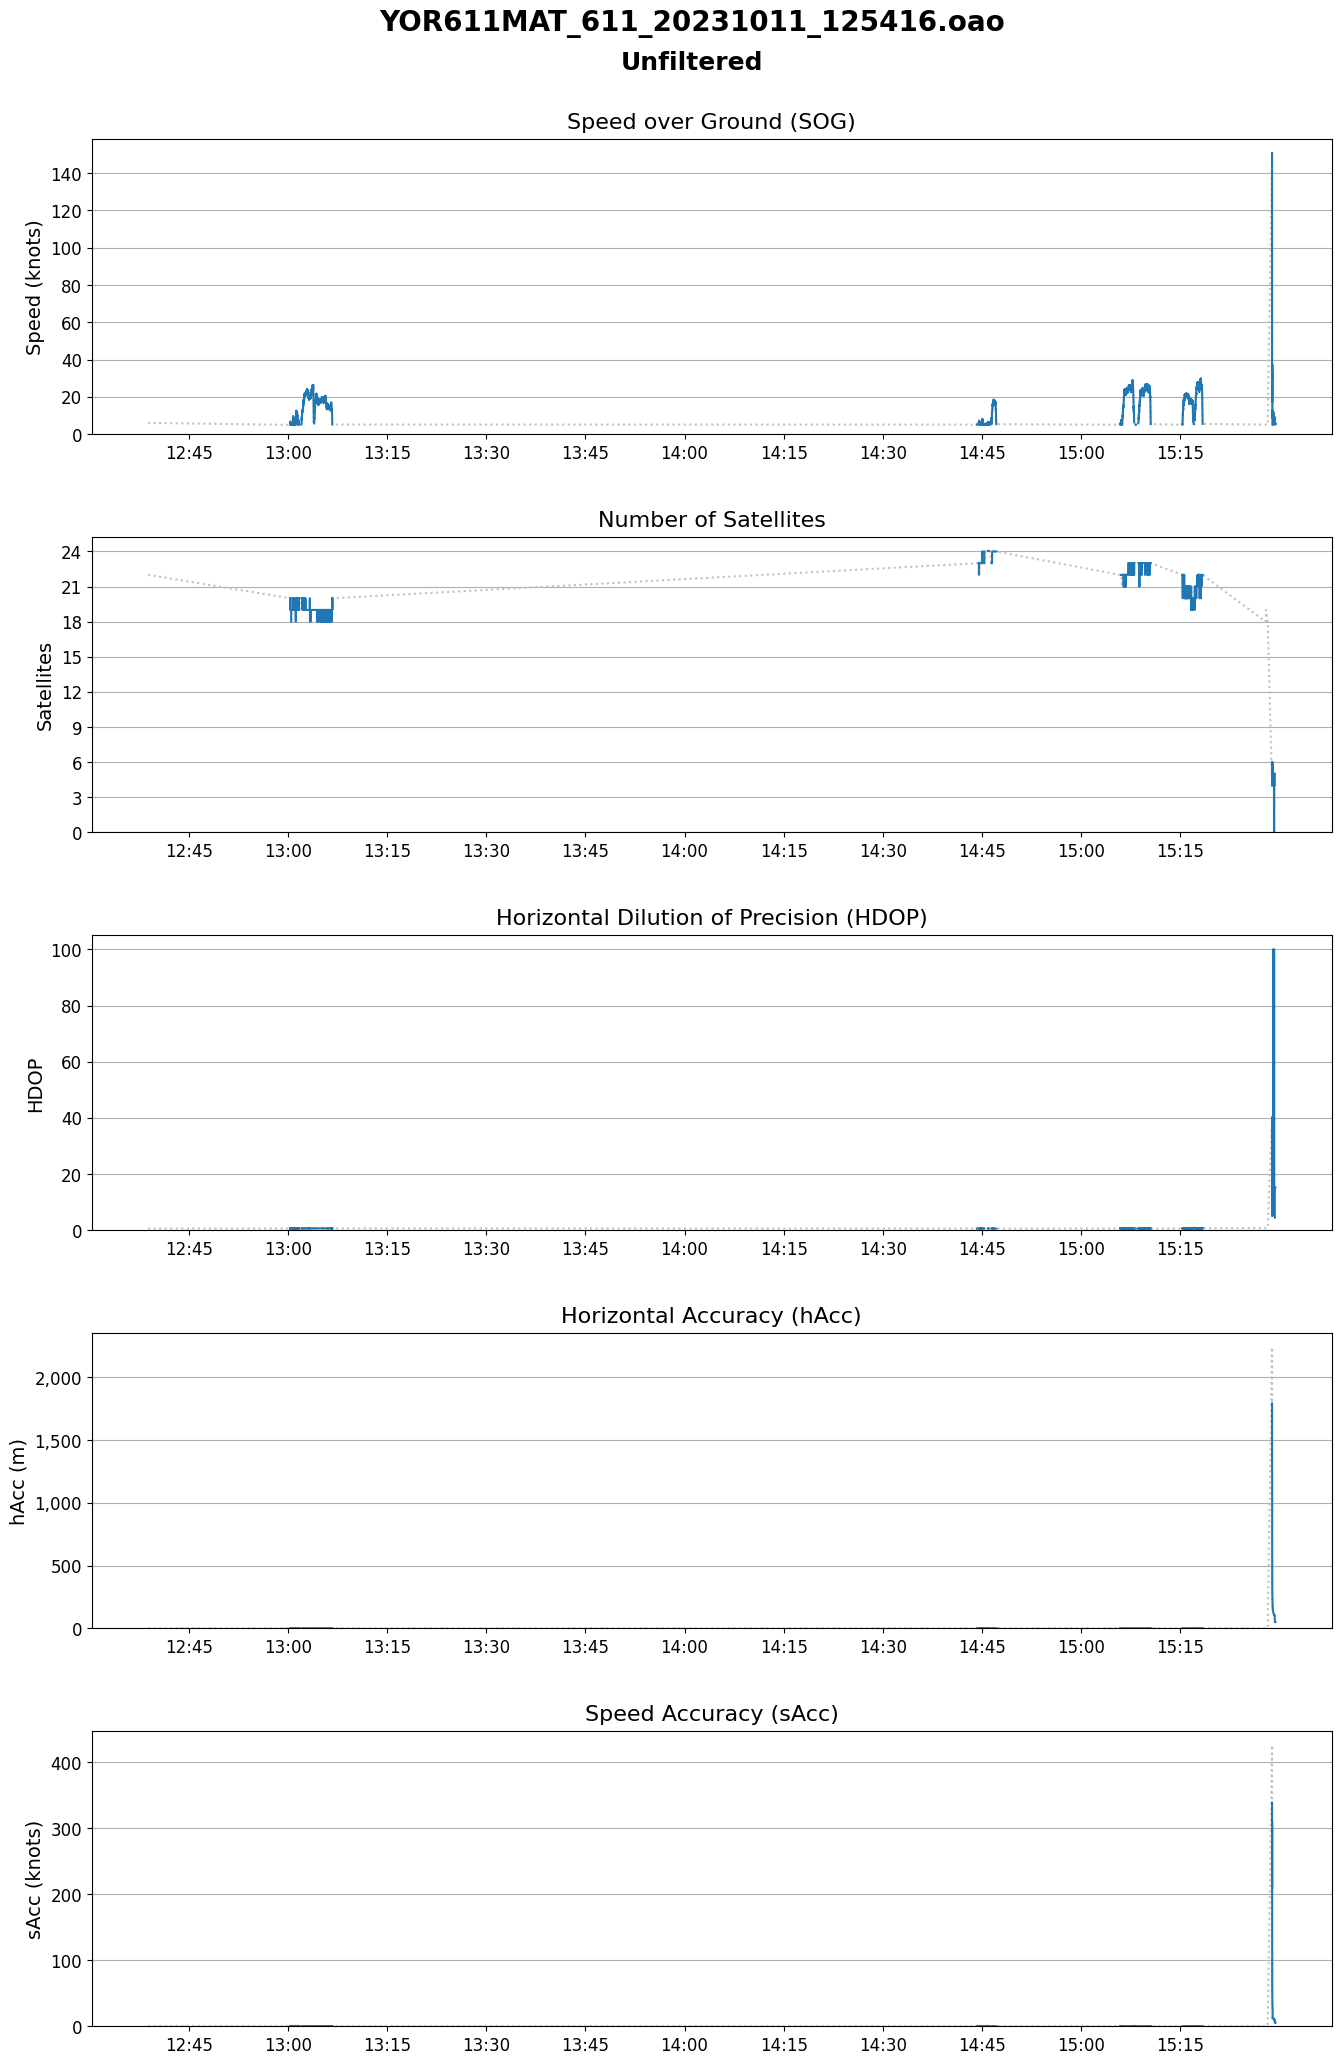 YOR611MAT_611_20231011_125416.oao
Unfiltered
Speed over Ground (SOG)
Speed (knots)
140
120
100
80
60
40
20
0
12:45 13:00 13:15 13:30 13:45 14:00 14:15 14:30 14:45 15:00 15:15
Number of Satellites
Satellites
24
21
18
15
12
9
6
3
0
12:45 13:00 13:15 13:30 13:45 14:00 14:15 14:30 14:45 15:00 15:15
Horizontal Dilution of Precision (HDOP)
HDOP
100
80
60
40
20
0
12:45 13:00 13:15 13:30 13:45 14:00 14:15 14:30 14:45 15:00 15:15
Horizontal Accuracy (hAcc)
hAcc (m)
2,000
1,500
1,000
500
0
12:45 13:00 13:15 13:30 13:45 14:00 14:15 14:30 14:45 15:00 15:15
Speed Accuracy (sAcc)
sAcc (knots)
400
300
200
100
0
12:45 13:00 13:15 13:30 13:45 14:00 14:15 14:30 14:45 15:00 15:15